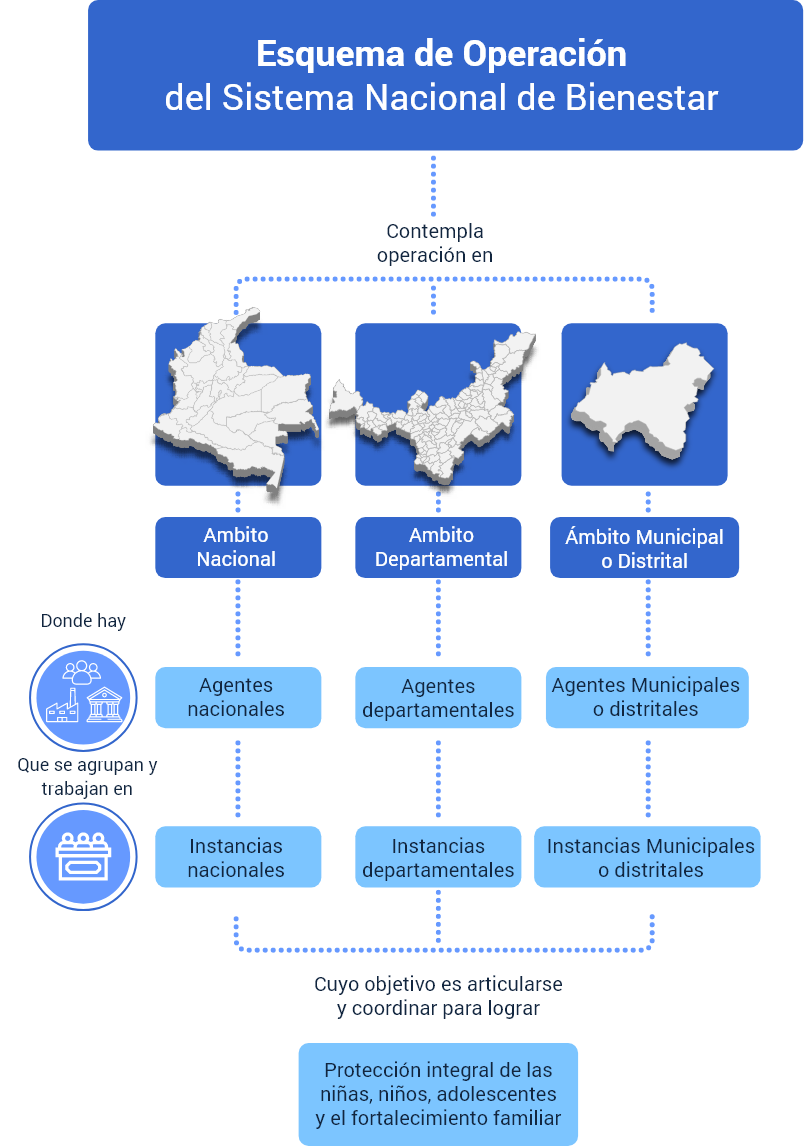 Esquema de Operación
del Sistema Nacional de Bienestar
Contempla
operación en
Ambito
Nacional
Ambito
Departamental
Ámbito Municipal
o Distrital
Donde hay
Agentes
nacionales
Agentes
departamentales
Agentes Municipales
o distritales
Que se agrupan y
trabajan en
Instancias
nacionales
Instancias
departamentales
Instancias Municipales
o distritales
Cuyo objetivo es articularse
y coordinar para lograr
Protección integral de las
niñas, niños, adolescentes
y el fortalecimiento familiar